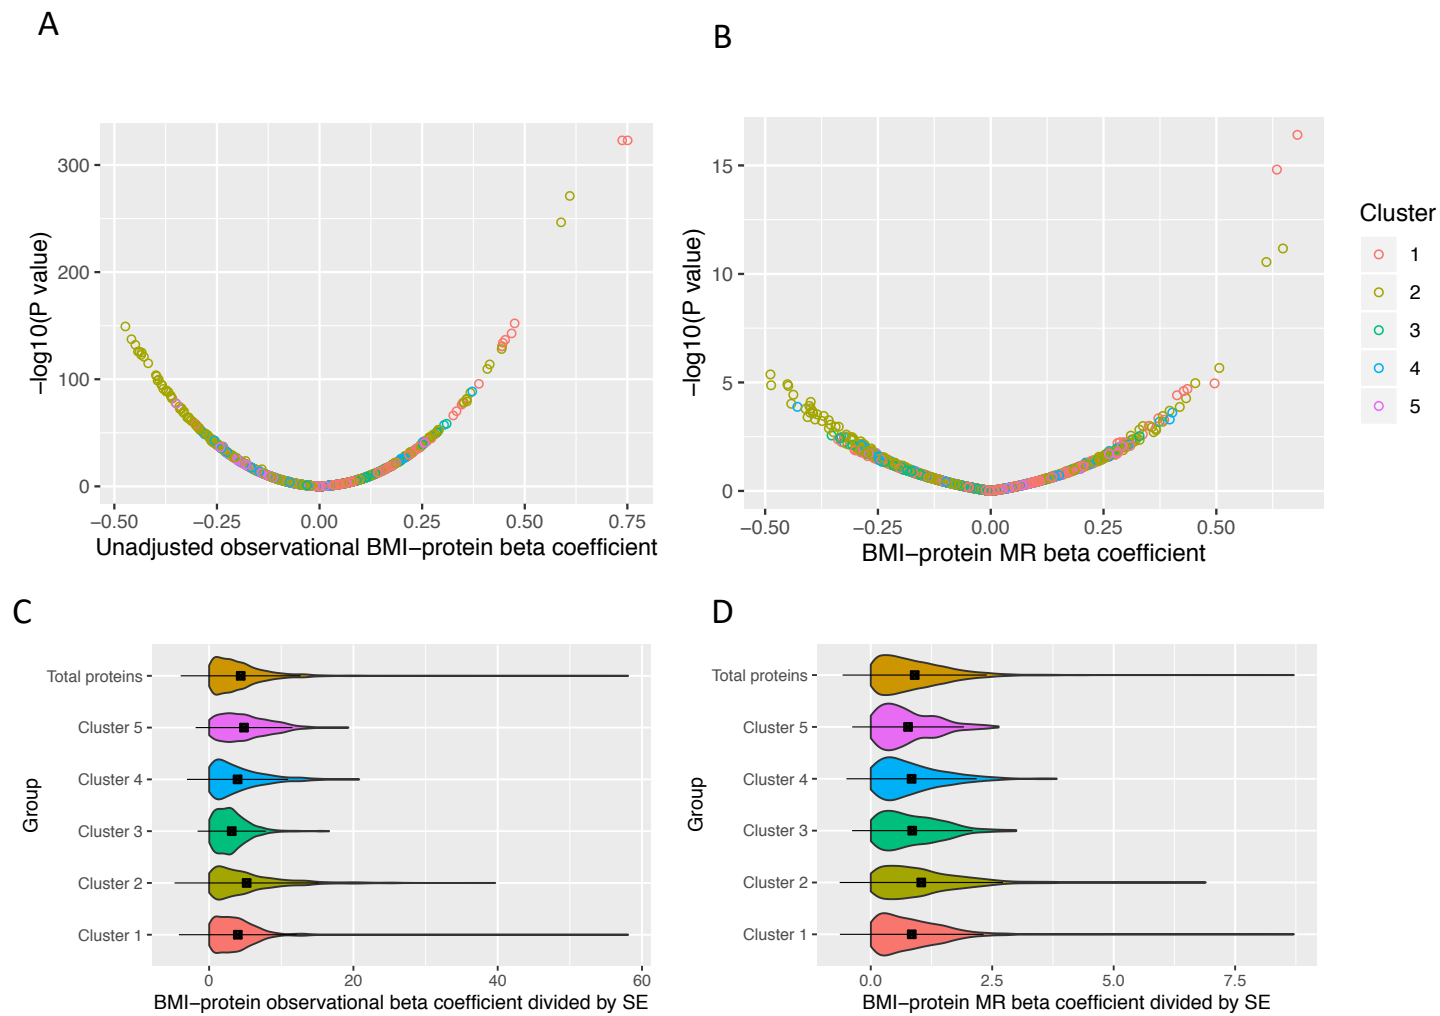 A
B
300
200
100
0
−log10(P value)
−0.50
−0.25
0.00
0.25
0.50
0.75
Unadjusted observational BMI−protein beta coefficient
15
10
5
0
−log10(P value)
−0.50
−0.25
0.00
0.25
0.50
BMI−protein MR beta coefficient
Cluster
1
2
3
4
5
C
D
Group
Total proteins
Cluster 5
Cluster 4
Cluster 3
Cluster 2
Cluster 1
0
20
40
60
BMI−protein observational beta coefficient divided by SE
Group
Total proteins
Cluster 5
Cluster 4
Cluster 3
Cluster 2
Cluster 1
0.0
2.5
5.0
7.5
BMI−protein MR beta coefficient divided by SE